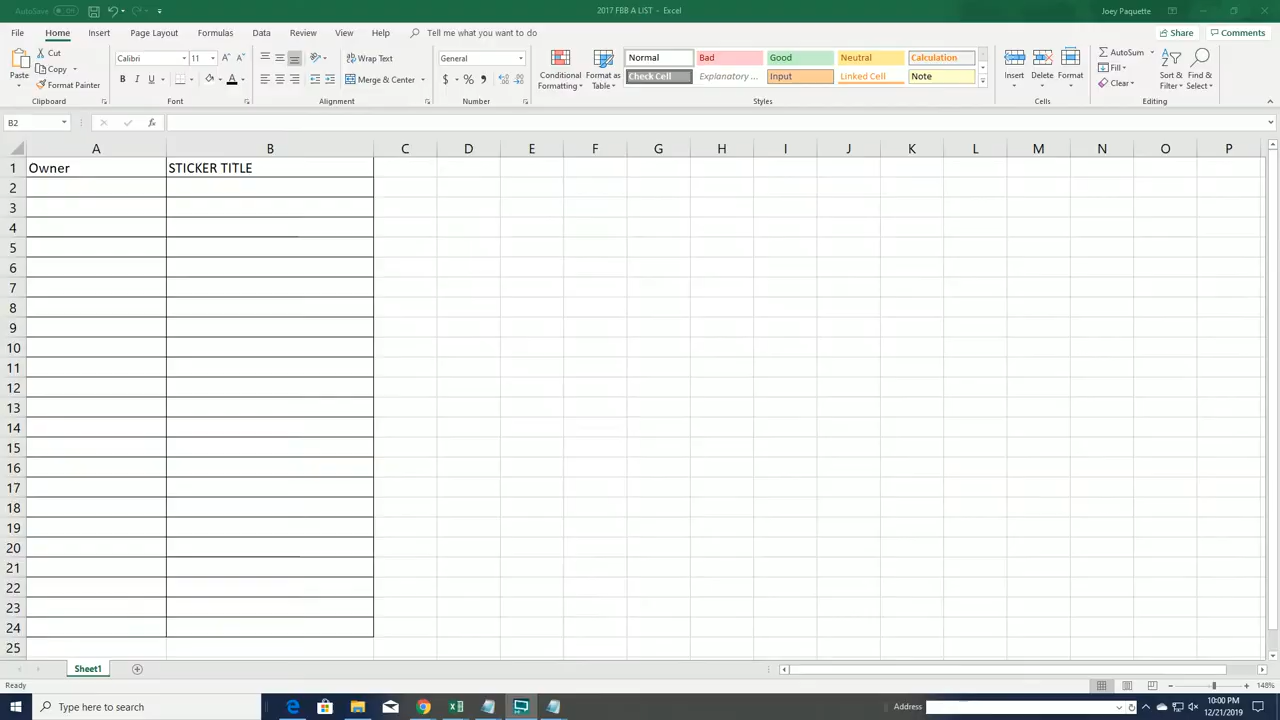 AutoSave Off 2017 FBB A LIST - Excel Joey Paquette
File Home Insert Page Layout Formulas Data Review View Help Tell me what you want to do Share Comments
Paste Cut Copy Format Painter Clipboard
Calibri 11 B I U A A A Font
Wrap Text Merge & Center Alignment
General $ % , Number
Conditional Formatting Format as Table
Normal Bad Good Neutral Calculation
Check Cell Explanatory ... Input Linked Cell Note
Styles
Insert Delete Format Cells
AutoSum Fill Clear Sort & Filter Find & Select Editing
B2 fx
A B C D E F G H I J K L M N O P
1 Owner STICKER TITLE
2
3
4
5
6
7
8
9
10
11
12
13
14
15
16
17
18
19
20
21
22
23
24
25
Sheet1
Ready 148%
Type here to search Address 10:00 PM
12/21/2019